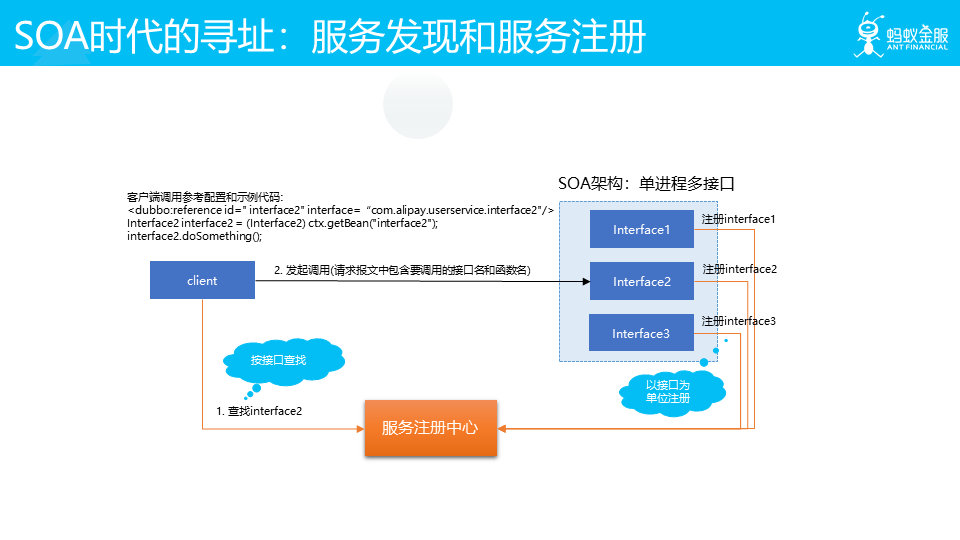 SOA时代的寻址：服务发现和服务注册
蚂蚁金服
ANT FINANCIAL
SOA架构：单进程多接口
客户端调用参考配置和示例代码:
<dubbo:reference id=" interface2" interface= “com.alipay.userservice.interface2"/>
Interface2 interface2 = (Interface2) ctx.getBean("interface2");
interface2.doSomething();
Interface1
注册interface1
2. 发起调用(请求报文中包含要调用的接口名和函数名)
client
Interface2
注册interface2
Interface3
注册interface3
按接口查找
以接口为
单位注册
1. 查找interface2
服务注册中心